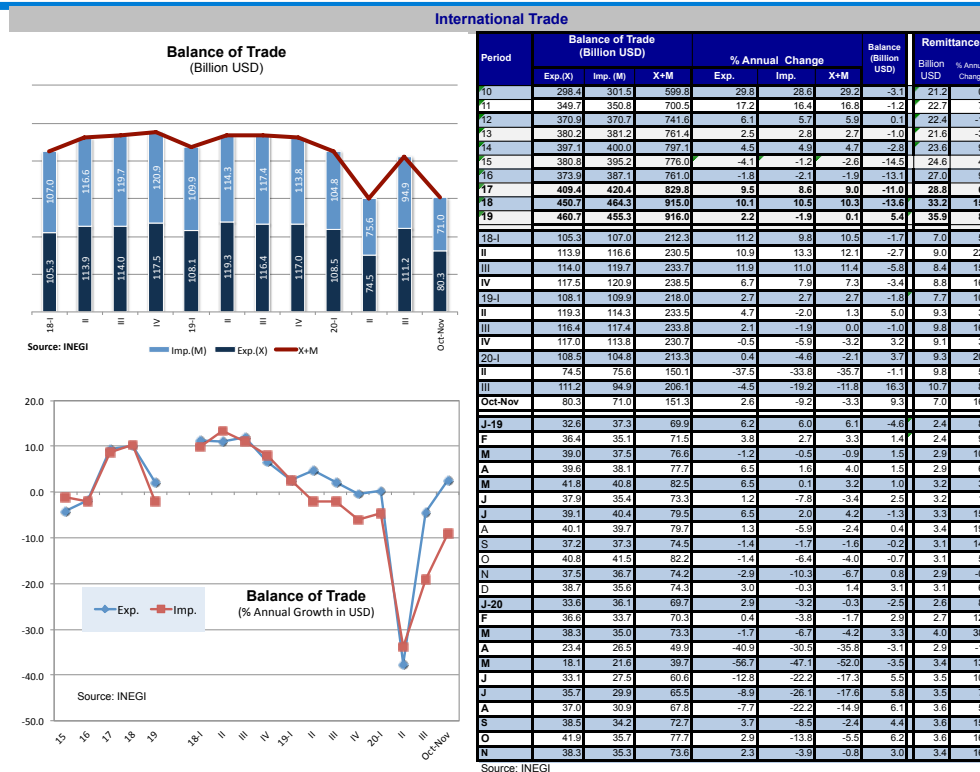 International Trade
Balance of Trade
(Billion USD)
107.0 116.6 119.7 120.9 109.9 114.3 117.4 113.8 104.8 75.6 94.9 71.0
105.3 113.9 114.0 117.5 108.1 119.3 116.4 117.0 108.5 74.5 111.2 80.3
18-I II III IV 19-I II III IV 20-I II III Oct-Nov
Source: INEGI
Imp.(M) Exp.(X) X+M
20.0
10.0
0.0
-10.0
-20.0
-30.0
-40.0
-50.0
Exp. Imp.
Balance of Trade
(% Annual Growth in USD)
Source: INEGI
15 16 17 18 19 18-I II III IV 19-I II III IV 20-I II III Oct-Nov
Period Balance of Trade (Billion USD) % Annual Change Balance (Billion USD) Remittance
Exp.(X) Imp. (M) X+M Exp. Imp. X+M Billion USD % Annu Chang
10 298.4 301.5 599.8 29.8 28.6 29.2 -3.1 21.2
11 349.7 350.8 700.5 17.2 16.4 16.8 -1.2 22.7
12 370.9 370.7 741.6 6.1 5.7 5.9 0.1 22.4
13 380.2 381.2 761.4 2.5 2.8 2.7 -1.0 21.6
14 397.1 400.0 797.1 4.5 4.9 4.7 -2.8 23.6
15 380.8 395.2 776.0 -4.1 -1.2 -2.6 -14.5 24.6
16 373.9 387.1 761.0 -1.8 -2.1 -1.9 -13.1 27.0
17 409.4 420.4 829.8 9.5 8.6 9.0 -11.0 28.8
18 450.7 464.3 915.0 10.1 10.5 10.3 -13.6 33.2
19 460.7 455.3 916.0 2.2 -1.9 0.1 5.4 35.9
18-I 105.3 107.0 212.3 11.2 9.8 10.5 -1.7 7.0
II 113.9 116.6 230.5 10.9 13.3 12.1 -2.7 9.0
III 114.0 119.7 233.7 11.9 11.0 11.4 -5.8 8.4
IV 117.5 120.9 238.5 6.7 7.9 7.3 -3.4 8.8
19-I 108.1 109.9 218.0 2.7 2.7 2.7 -1.8 7.7
II 119.3 114.3 233.5 4.7 -2.0 1.3 5.0 9.3
III 116.4 117.4 233.8 2.1 -1.9 0.0 -1.0 9.8
IV 117.0 113.8 230.7 -0.5 -5.9 -3.2 3.2 9.1
20-I 108.5 104.8 213.3 0.4 -4.6 -2.1 3.7 9.3
II 74.5 75.6 150.1 -37.5 -33.8 -35.7 -1.1 9.8
III 111.2 94.9 206.1 -4.5 -19.2 -11.8 16.3 10.7
Oct-Nov 80.3 71.0 151.3 2.6 -9.2 -3.3 9.3 7.0
J-19 32.6 37.3 69.9 6.2 6.0 6.1 -4.6 2.4
F 36.4 35.1 71.5 3.8 2.7 3.3 1.4 2.4
M 39.0 37.5 76.6 -1.2 -0.5 -0.9 1.5 2.9
A 39.6 38.1 77.7 6.5 1.6 4.0 1.5 2.9
M 41.8 40.8 82.5 6.5 0.1 3.2 1.0 3.2
J 37.9 35.4 73.3 1.2 -7.8 -3.4 2.5 3.2
J 39.1 40.4 79.5 6.5 2.0 4.2 -1.3 3.3
A 40.1 39.7 79.7 1.3 -5.9 -2.4 0.4 3.4
S 37.2 37.3 74.5 -1.4 -1.7 -1.6 -0.2 3.1
O 40.8 41.5 82.2 -1.4 -6.4 -4.0 -0.7 3.1
N 37.5 36.7 74.2 -2.9 -10.3 -6.7 0.8 2.9
D 38.7 35.6 74.3 3.0 -0.3 1.4 3.1 3.1
J-20 33.6 36.1 69.7 2.9 -3.2 -0.3 -2.5 2.6
F 36.6 33.7 70.3 0.4 -3.8 -1.7 2.9 2.7
M 38.3 35.0 73.3 -1.7 -6.7 -4.2 3.3 4.0
A 23.4 26.5 49.9 -40.9 -30.5 -35.8 -3.1 2.9
M 18.1 21.6 39.7 -56.7 -47.1 -52.0 -3.5 3.4
J 33.1 27.5 60.6 -12.8 -22.2 -17.3 5.5 3.5
J 35.7 29.9 65.5 -8.9 -26.1 -17.6 5.8 3.5
A 37.0 30.9 67.8 -7.7 -22.2 -14.9 6.1 3.6
S 38.5 34.2 72.7 3.7 -8.5 -2.4 4.4 3.6
O 41.9 35.7 77.7 2.9 -13.8 -5.5 6.2 3.6
N 38.3 35.3 73.6 2.3 -3.9 -0.8 3.0 3.4
Source: INEGI